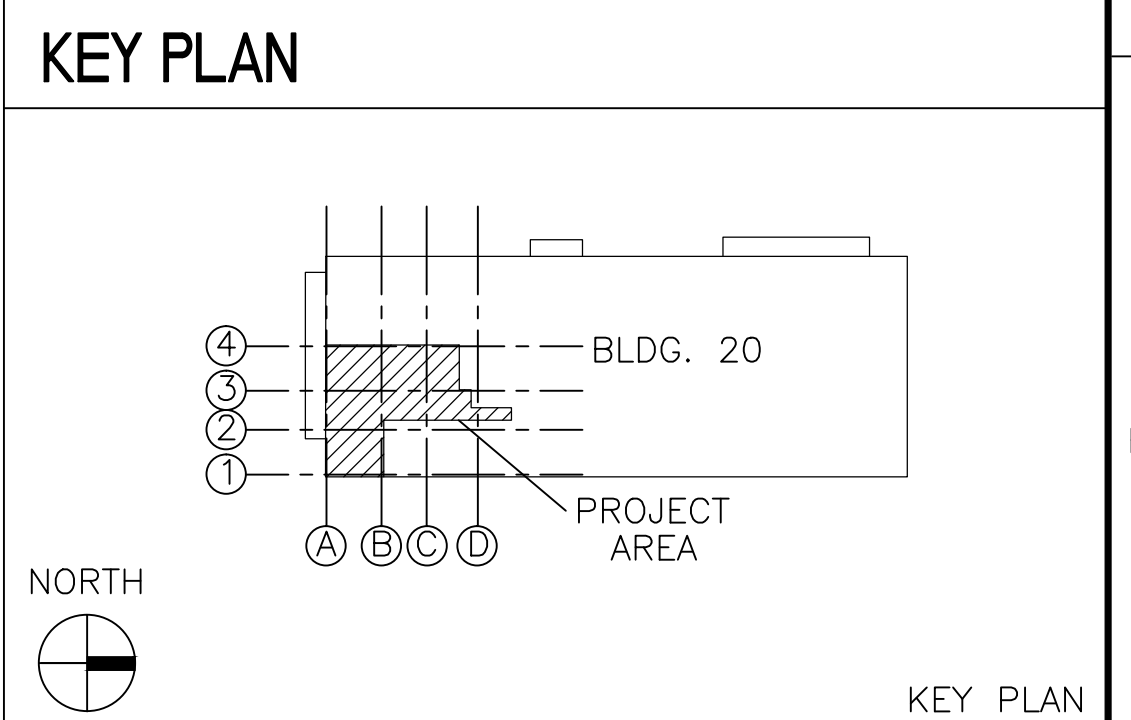 KEY PLAN
4
BLDG. 20
3
2
1
PROJECT
AREA
A B C D
NORTH
KEY PLAN